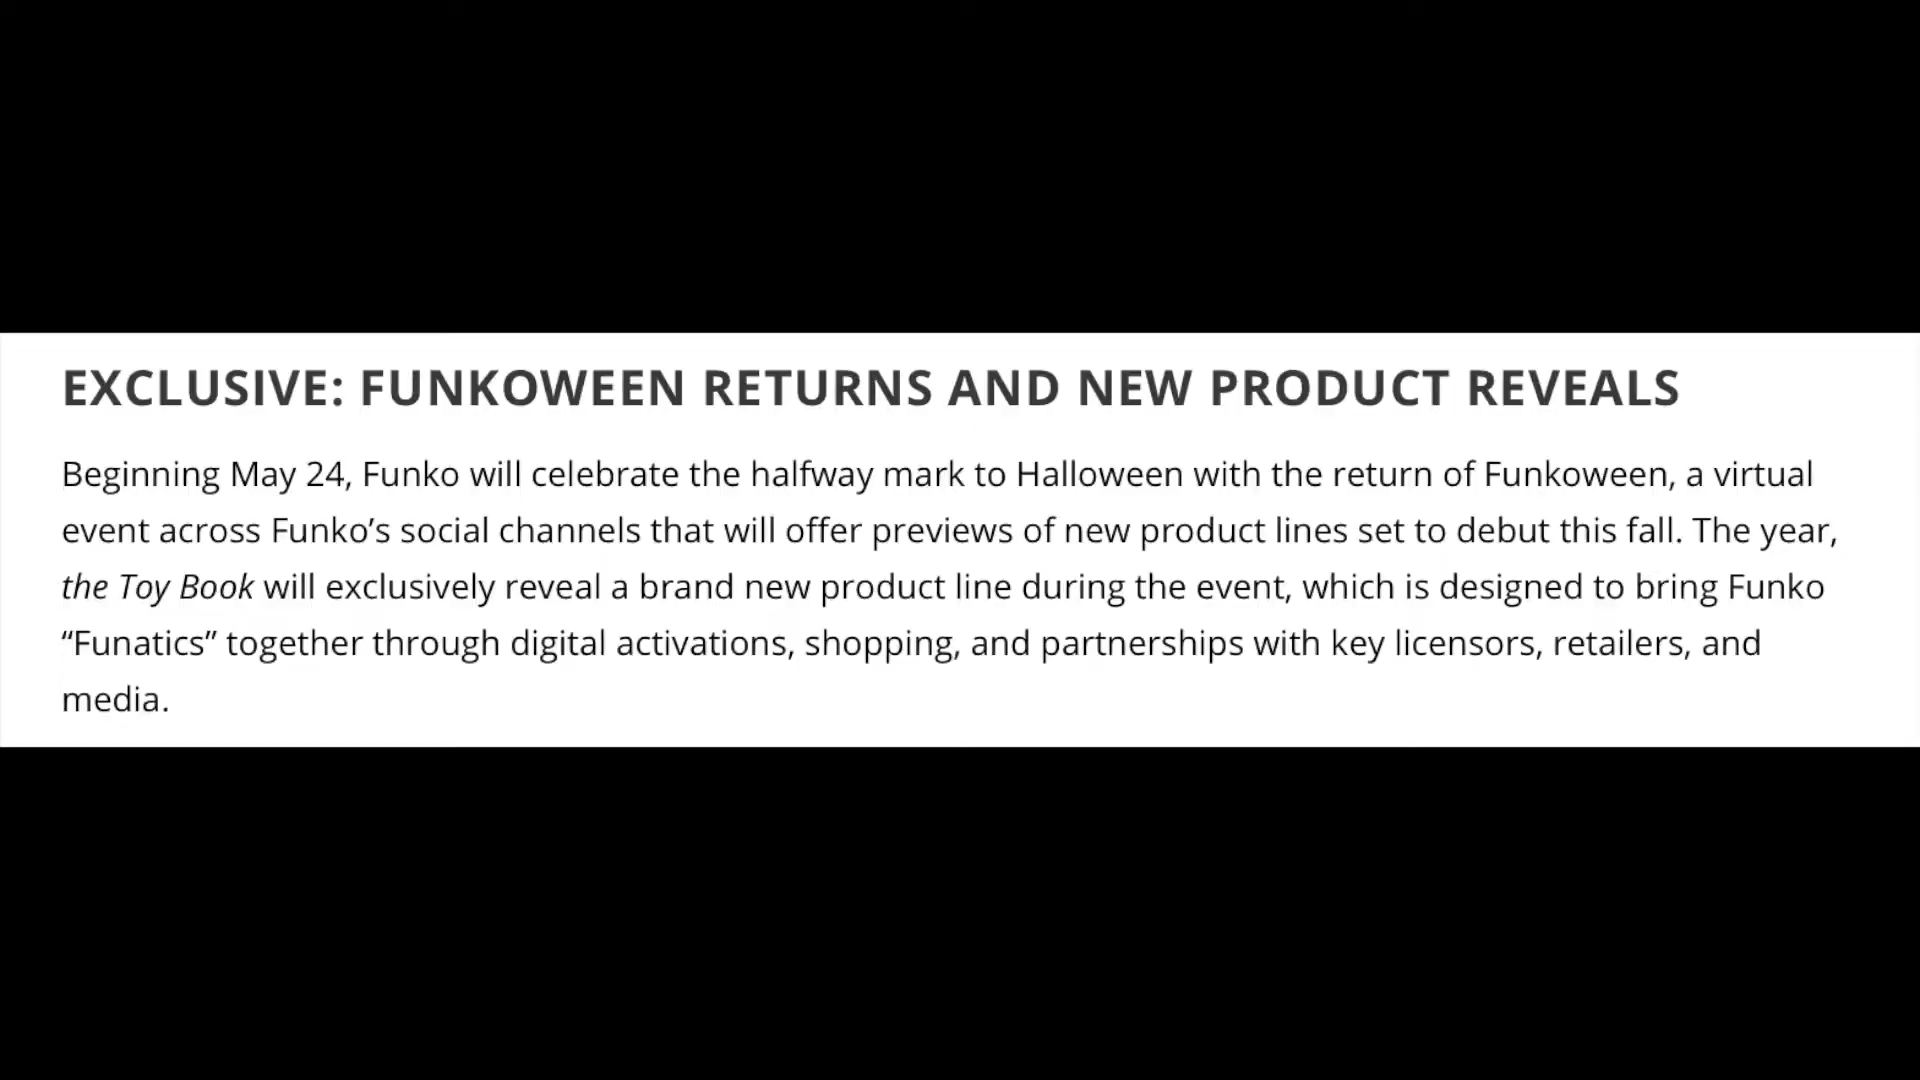 EXCLUSIVE: FUNKOWEEN RETURNS AND NEW PRODUCT REVEALS
Beginning May 24, Funko will celebrate the halfway mark to Halloween with the return of Funkoween, a virtual
event across Funko’s social channels that will offer previews of new product lines set to debut this fall. The year,
the Toy Book will exclusively reveal a brand new product line during the event, which is designed to bring Funko
“Funatics” together through digital activations, shopping, and partnerships with key licensors, retailers, and
media.